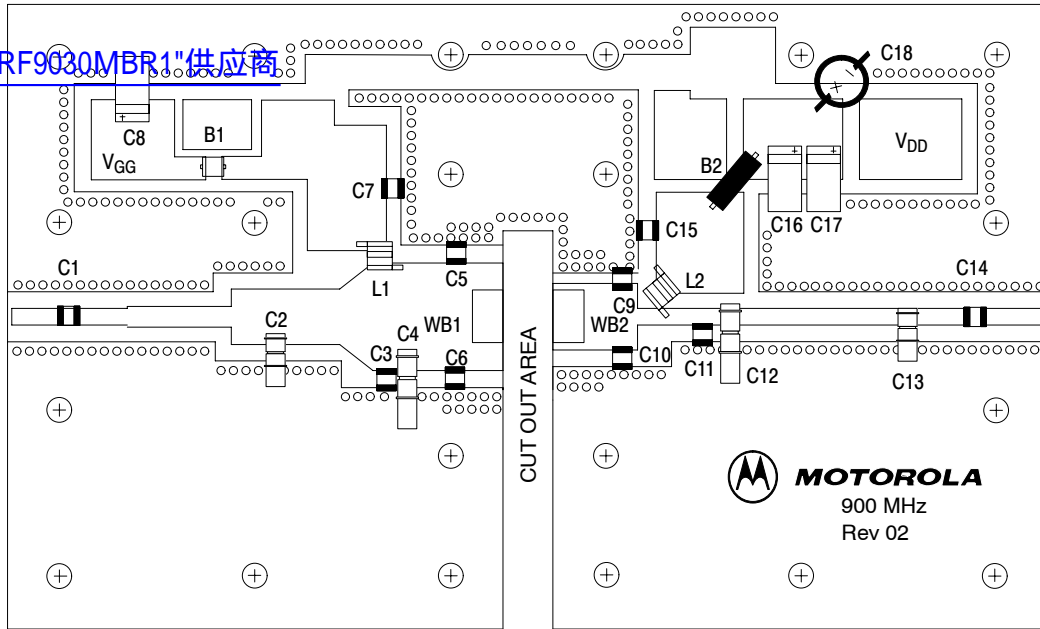 RF9030MBR1"供应商
C18
C8
B1
VGG
VDD
B2
C7
C15
C16
C17
C1
C5
L1
L2
C14
C9
C2
C4
WB1
WB2
C3
C6
C10
C11
C12
C13
CUT OUT AREA
MOTOROLA
900 MHz
Rev 02